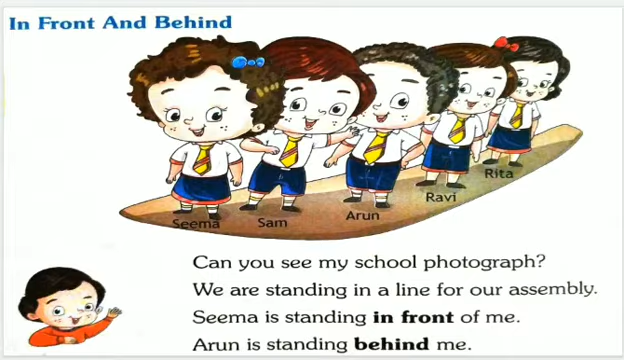 In Front And Behind
Seema
Sam
Arun
Ravi
Rita
Can you see my school photograph?
We are standing in a line for our assembly.
Seema is standing in front of me.
Arun is standing behind me.